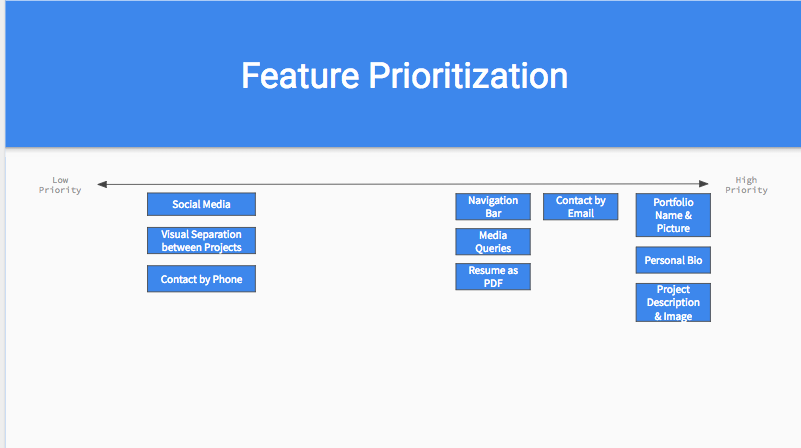 Feature Prioritization
Low
Priority
High
Priority
Social Media
Visual Separation
between Projects
Contact by Phone
Navigation
Bar
Media
Queries
Resume as
PDF
Contact by
Email
Portfolio
Name &
Picture
Personal Bio
Project
Description
& Image